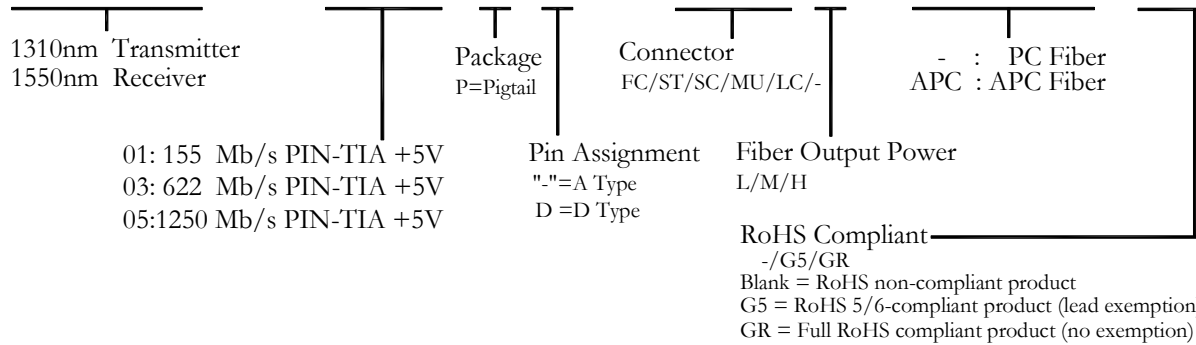 1310nm Transmitter
1550nm Receiver
Package
P=Pigtail
Connector
FC/ST/SC/MU/LC/-
- : PC Fiber
APC : APC Fiber
01: 155 Mb/s PIN-TIA +5V
03: 622 Mb/s PIN-TIA +5V
05:1250 Mb/s PIN-TIA +5V
Pin Assignment
"-"=A Type
D =D Type
Fiber Output Power
L/M/H
RoHS Compliant
-/G5/GR
Blank = RoHS non-compliant product
G5 = RoHS 5/6-compliant product (lead exemption
GR = Full RoHS compliant product (no exemption)